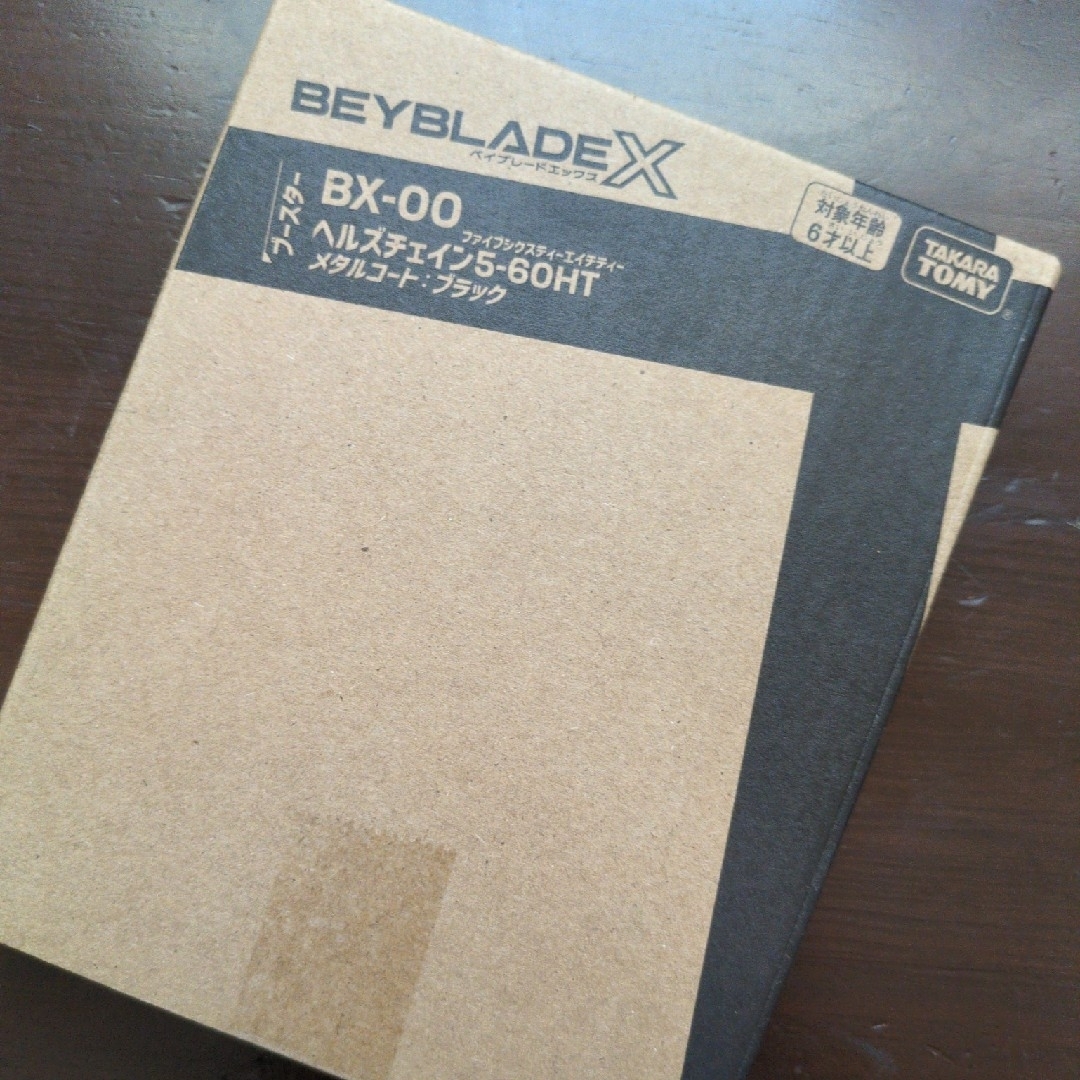 BEYBLADE X
ベイブレードエックス
ブースター
BX-00
ファイブシックスティーエイチティー
ヘルズチェイン5-60HT
メタルコート:ブラック
対象年齢
6才以上
TAKARA
TOMY
®